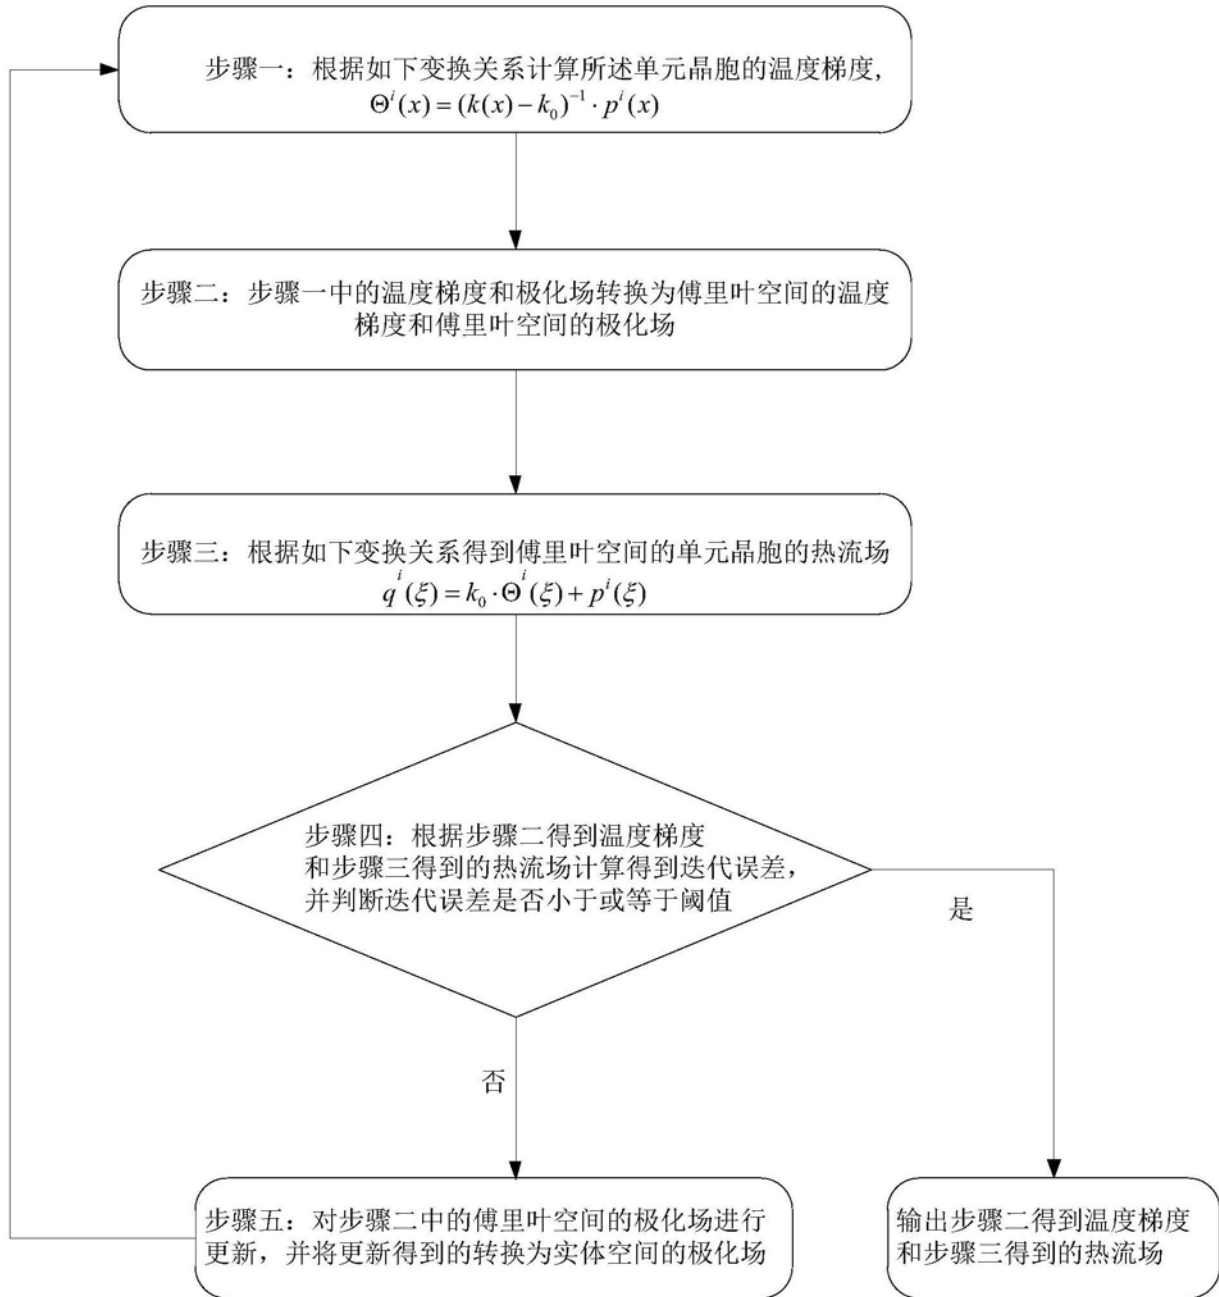 步骤一：根据如下变换关系计算所述单元晶胞的温度梯度,
Θ^i(x) = (k(x) − k_0)^{−1} · p^i(x)
步骤二：步骤一中的温度梯度和极化场转换为傅里叶空间的温度
梯度和傅里叶空间的极化场
步骤三：根据如下变换关系得到傅里叶空间的单元晶胞的热流场
q^i(ξ) = k_0 · Θ^i(ξ) + p^i(ξ)
步骤四：根据步骤二得到温度梯度
和步骤三得到的热流场计算得到迭代误差，
并判断迭代误差是否小于或等于阈值
是
否
步骤五：对步骤二中的傅里叶空间的极化场进行
更新，并将更新得到的转换为实体空间的极化场
输出步骤二得到温度梯度
和步骤三得到的热流场